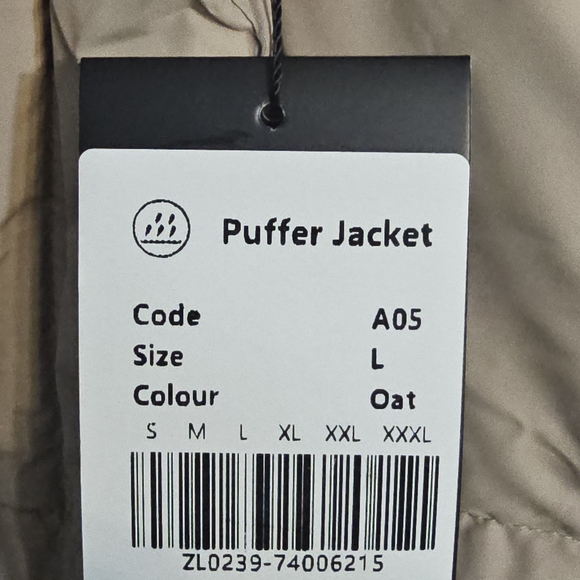 Puffer Jacket
Code A05
Size L
Colour Oat
S M L XL XXL XXXL
ZL0239-74006215